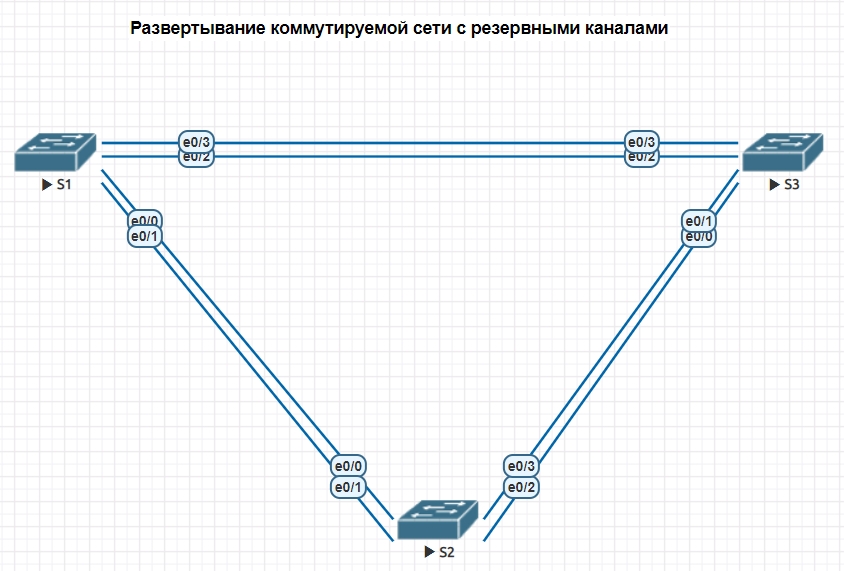 Развертывание коммутируемой сети с резервными каналами
e0/3 e0/3
e0/2 e0/2
S1 S3
e0/0 e0/1
e0/1 e0/0
e0/0 e0/3
e0/1 e0/2
S2